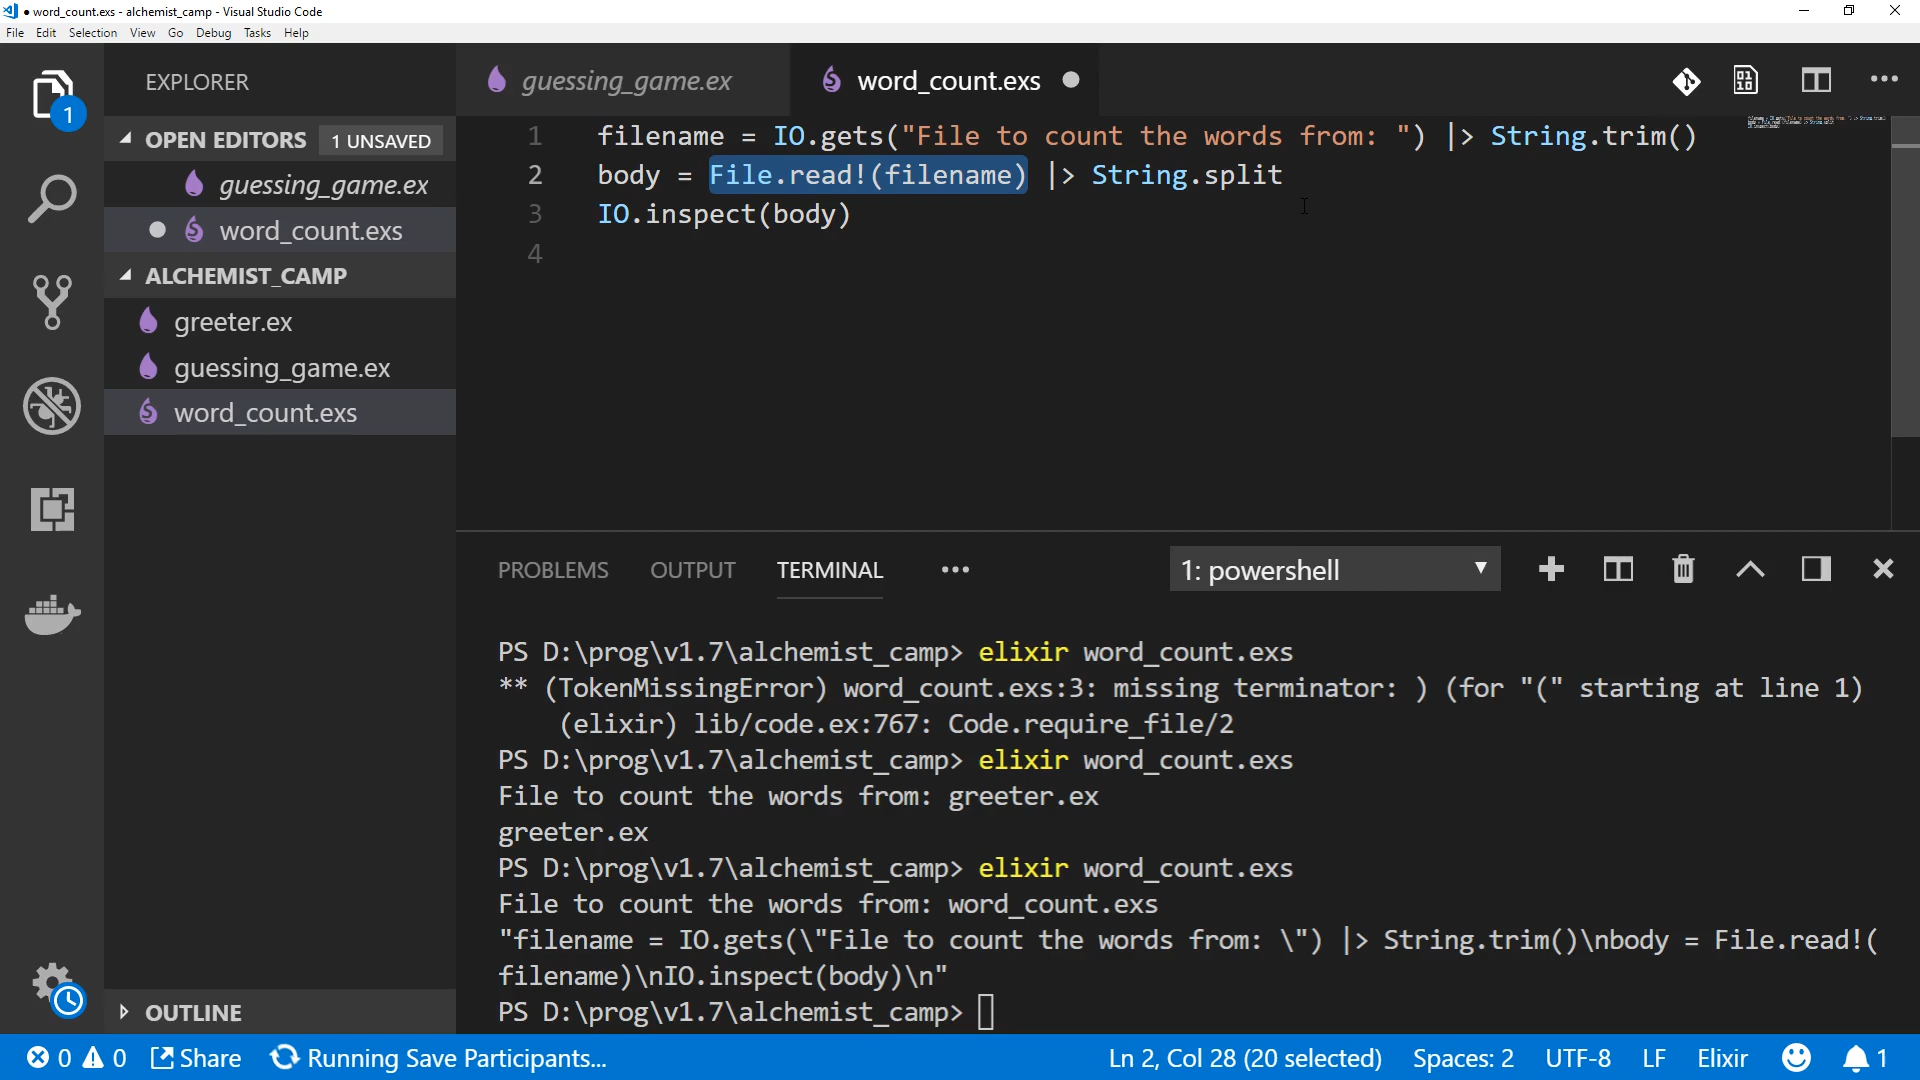 ● word_count.exs - alchemist_camp - Visual Studio Code
File Edit Selection View Go Debug Tasks Help
EXPLORER
1
OPEN EDITORS 1 UNSAVED
guessing_game.ex
word_count.exs
ALCHEMIST_CAMP
greeter.ex
guessing_game.ex
word_count.exs
OUTLINE
guessing_game.ex word_count.exs
1 filename = IO.gets("File to count the words from: ") |> String.trim()
2 body = File.read!(filename) |> String.split
3 IO.inspect(body)
4
PROBLEMS OUTPUT TERMINAL ••• 1: powershell
PS D:\prog\v1.7\alchemist_camp> elixir word_count.exs
** (TokenMissingError) word_count.exs:3: missing terminator: ) (for "(" starting at line 1)
(elixir) lib/code.ex:767: Code.require_file/2
PS D:\prog\v1.7\alchemist_camp> elixir word_count.exs
File to count the words from: greeter.ex
greeter.ex
PS D:\prog\v1.7\alchemist_camp> elixir word_count.exs
File to count the words from: word_count.exs
"filename = IO.gets(\"File to count the words from: \") |> String.trim()\nbody = File.read!(
filename)\nIO.inspect(body)\n"
PS D:\prog\v1.7\alchemist_camp>
0 0 Share Running Save Participants... Ln 2, Col 28 (20 selected) Spaces: 2 UTF-8 LF Elixir 1